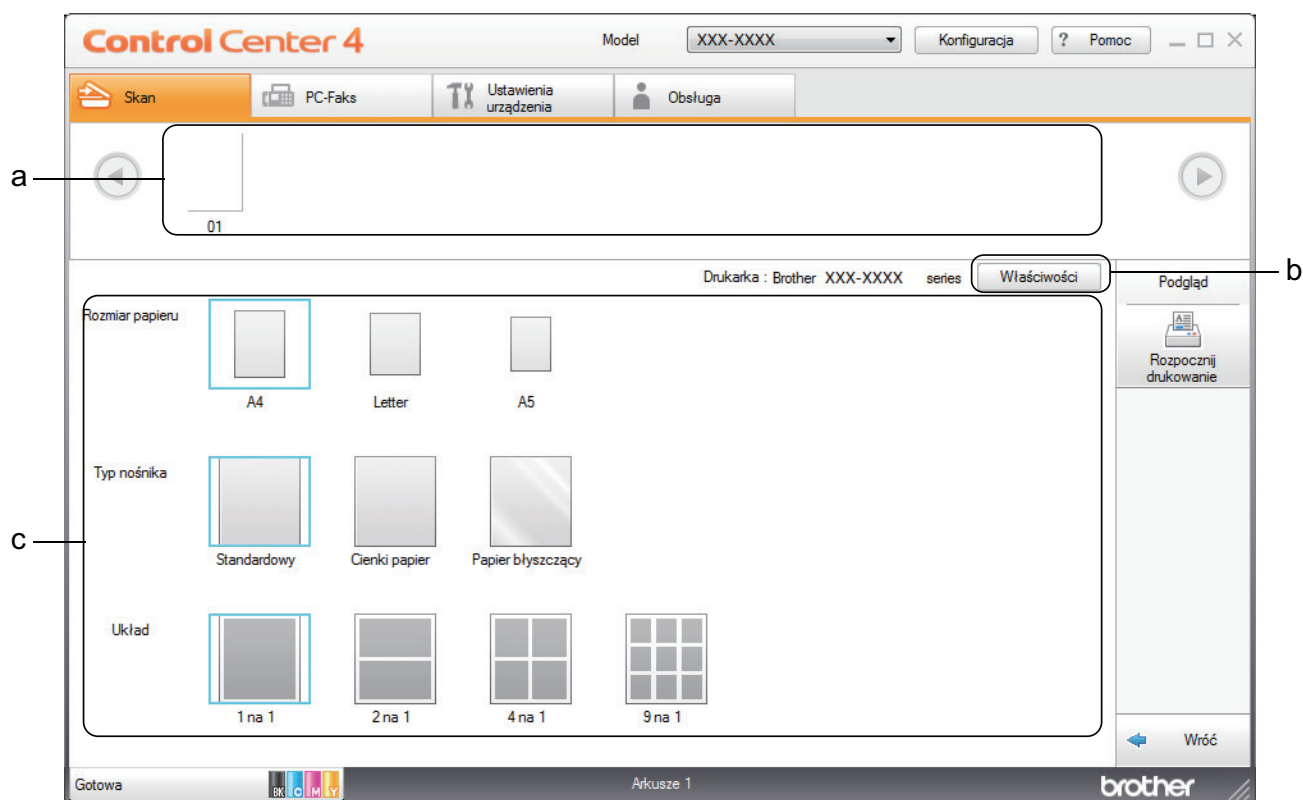 Control Center 4
Model
XXX-XXXX
Konfiguracja
? Pomoc
Skan
PC-Faks
Ustawienia
urządzenia
Obsługa
a
01
Drukarka : Brother XXX-XXXX series
Właściwości
b
Podgląd
Rozpocznij
drukowanie
Rozmiar papieru
A4
Letter
A5
c
Typ nośnika
Standardowy
Cienki papier
Papier błyszczący
Układ
1 na 1
2 na 1
4 na 1
9 na 1
Wróć
Gotowa
BK C M Y
Arkusze 1
brother